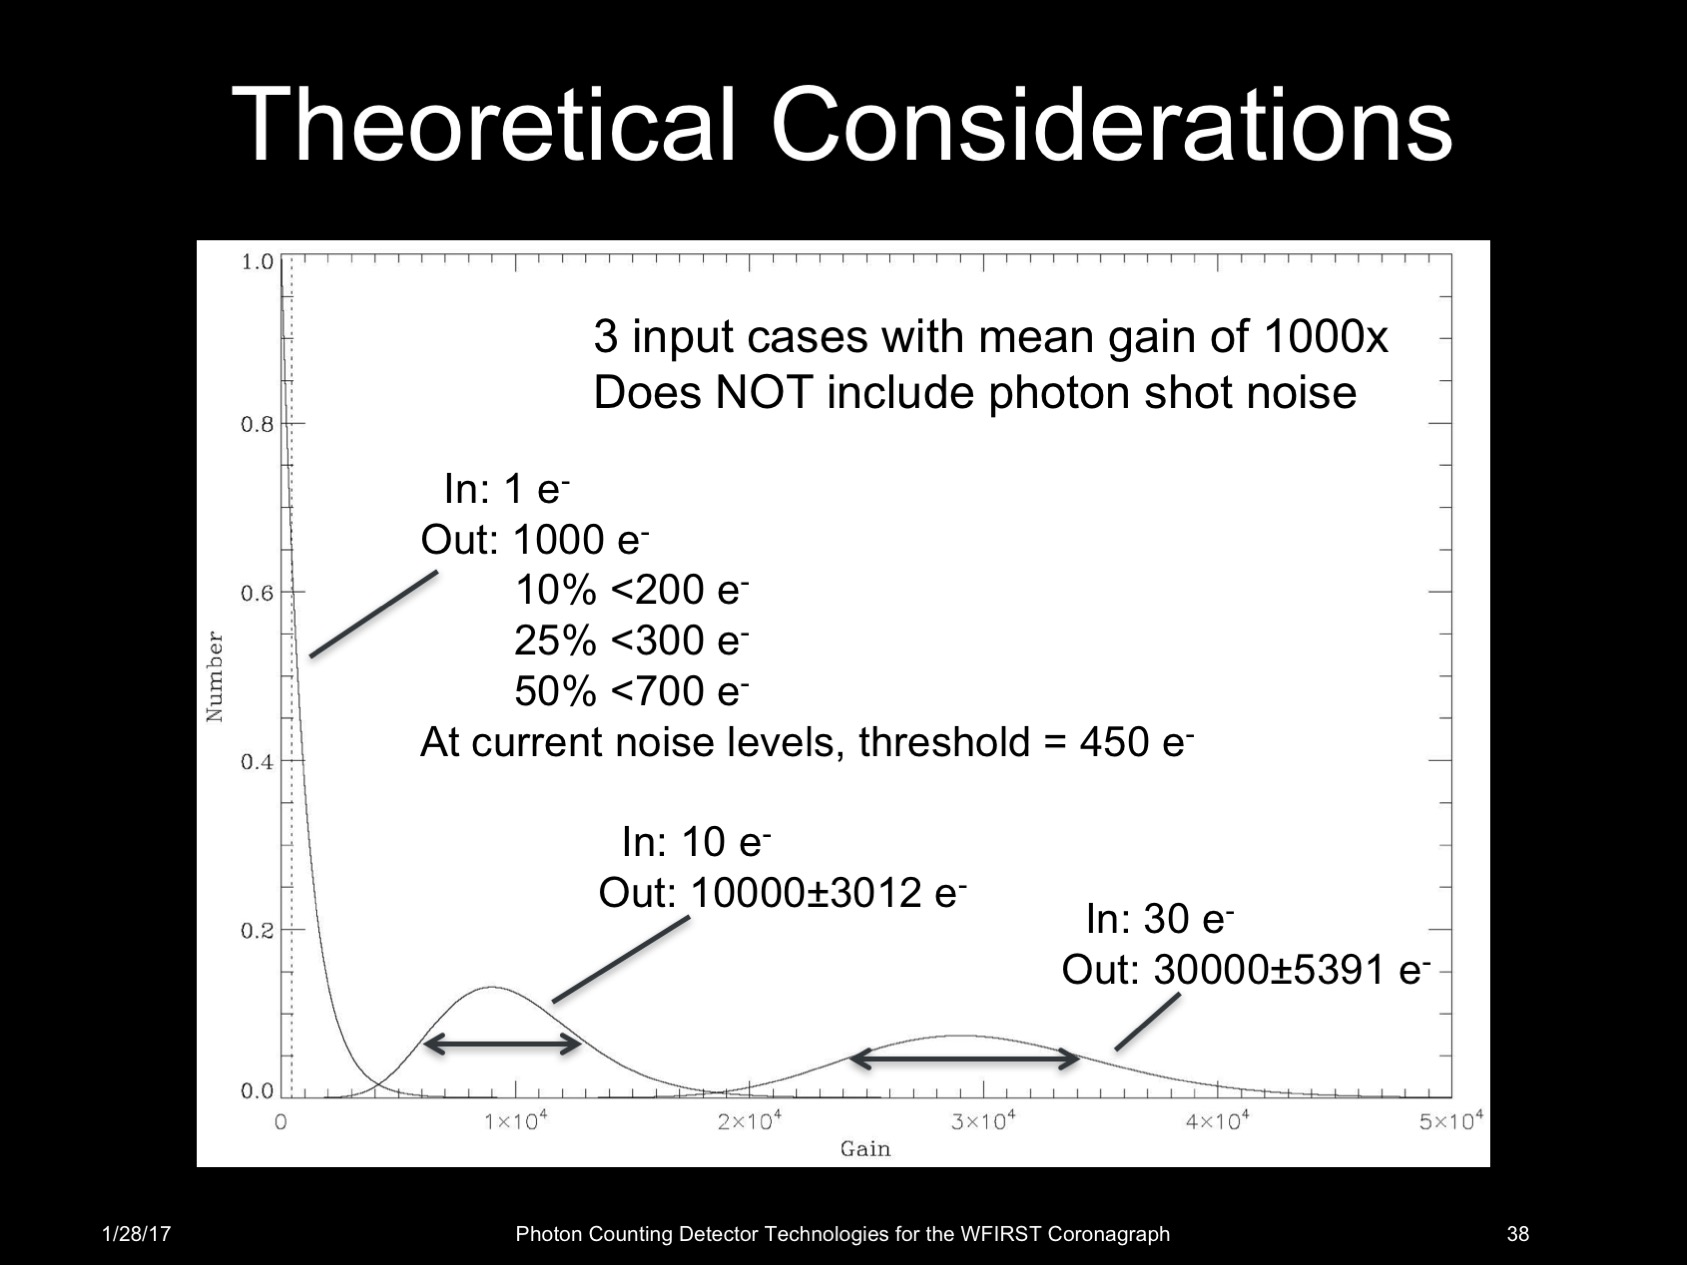 Theoretical Considerations
1.0
0.8
0.6
0.4
0.2
0.0
Number
3 input cases with mean gain of 1000x
Does NOT include photon shot noise
In: 1 e⁻
Out: 1000 e⁻
10% <200 e⁻
25% <300 e⁻
50% <700 e⁻
At current noise levels, threshold = 450 e⁻
In: 10 e⁻
Out: 10000±3012 e⁻
In: 30 e⁻
Out: 30000±5391 e⁻
0 1×10⁴ 2×10⁴ 3×10⁴ 4×10⁴ 5×10⁴
Gain
1/28/17 Photon Counting Detector Technologies for the WFIRST Coronagraph 38